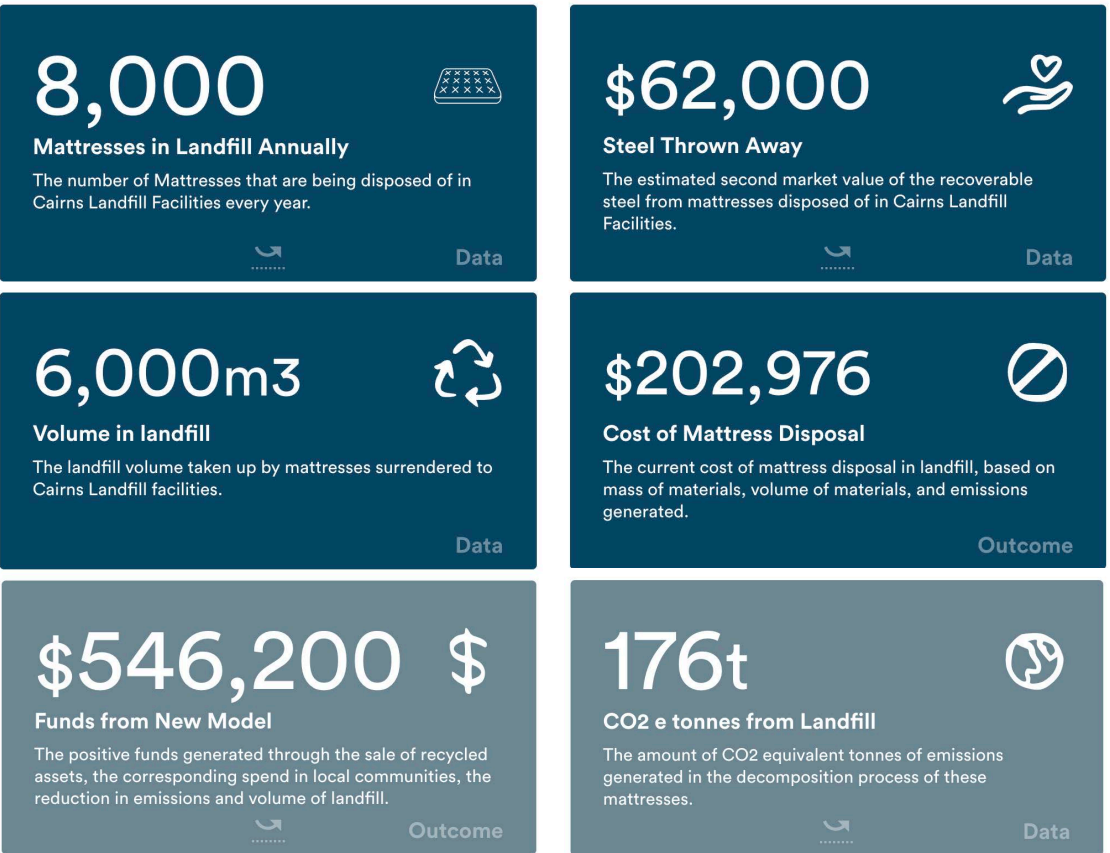 8,000
Mattresses in Landfill Annually
The number of Mattresses that are being disposed of in
Cairns Landfill Facilities every year.
Data
$62,000
Steel Thrown Away
The estimated second market value of the recoverable
steel from mattresses disposed of in Cairns Landfill
Facilities.
Data
6,000m3
Volume in landfill
The landfill volume taken up by mattresses surrendered to
Cairns Landfill facilities.
Data
$202,976
Cost of Mattress Disposal
The current cost of mattress disposal in landfill, based on
mass of materials, volume of materials, and emissions
generated.
Outcome
$546,200
$
Funds from New Model
The positive funds generated through the sale of recycled
assets, the corresponding spend in local communities, the
reduction in emissions and volume of landfill.
Outcome
176t
CO2 e tonnes from Landfill
The amount of CO2 equivalent tonnes of emissions
generated in the decomposition process of these
mattresses.
Data